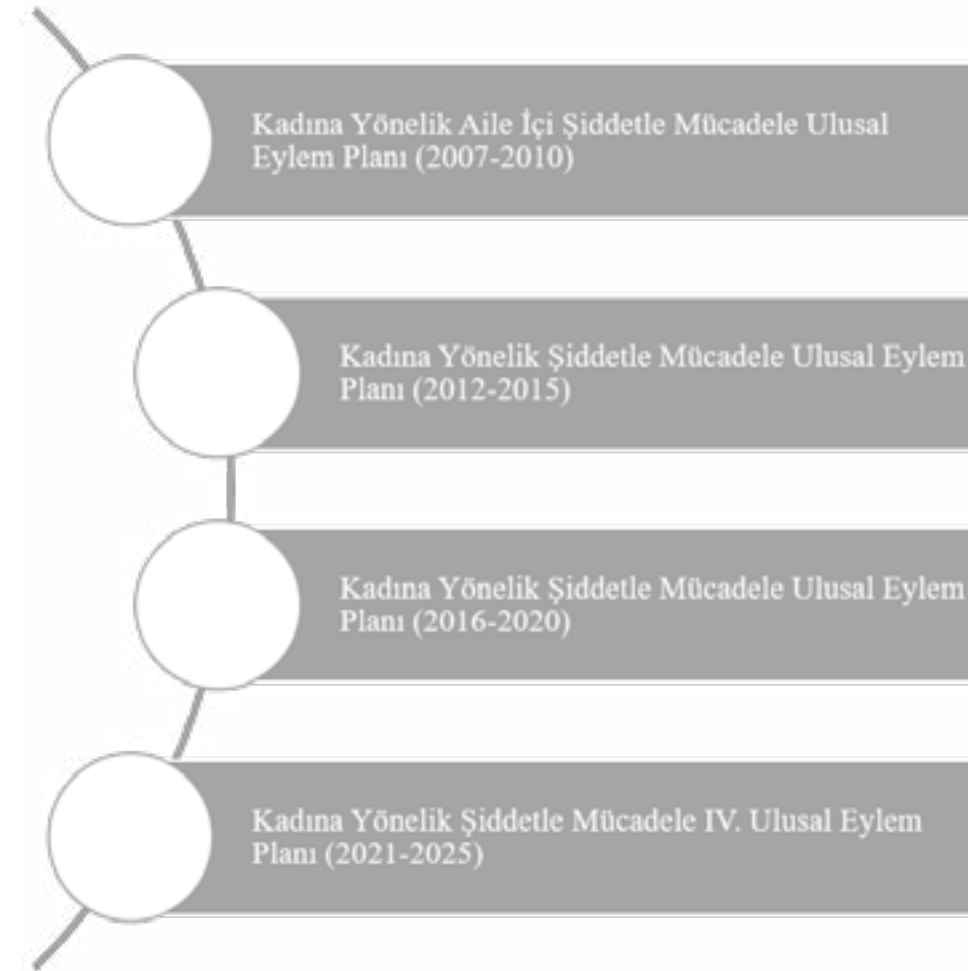 Kadına Yönelik Aile İçi Şiddetle Mücadele Ulusal
Eylem Planı (2007-2010)
Kadına Yönelik Şiddetle Mücadele Ulusal Eylem
Planı (2012-2015)
Kadına Yönelik Şiddetle Mücadele Ulusal Eylem
Planı (2016-2020)
Kadına Yönelik Şiddetle Mücadele IV. Ulusal Eylem
Planı (2021-2025)